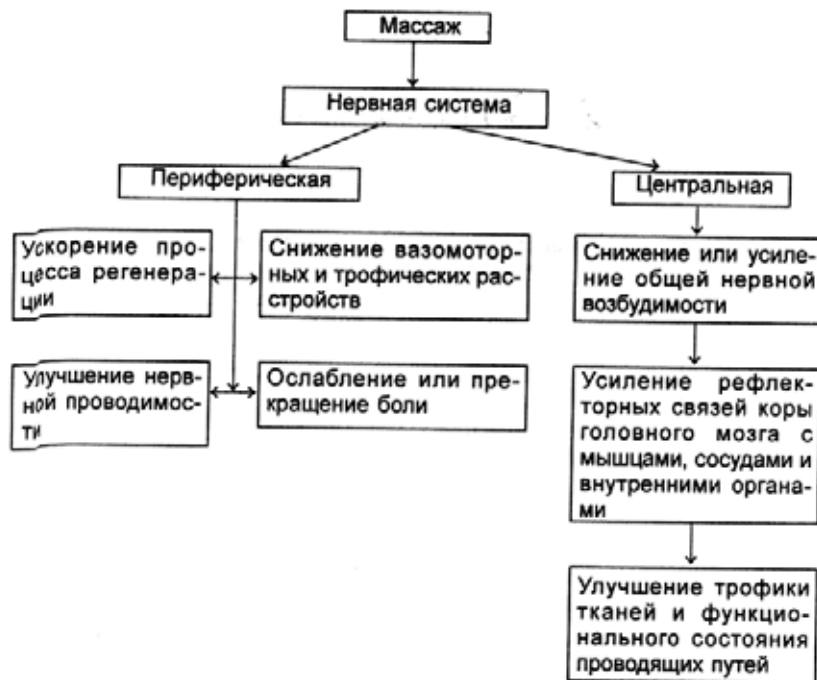 Массаж
Нервная система
Периферическая
Центральная
Ускорение про-
цесса регенера-
ции
Снижение вазомотор-
ных и трофических рас-
стройств
Улучшение нерв-
ной проводимос-
ти
Ослабление или пре-
кращение боли
Снижение или усиле-
ние общей нервной
возбудимости
Усиление рефлек-
торных связей коры
головного мозга с
мышцами, сосудами и
внутренними органа-
ми
Улучшение трофики
тканей и функцио-
нального состояния
проводящих путей